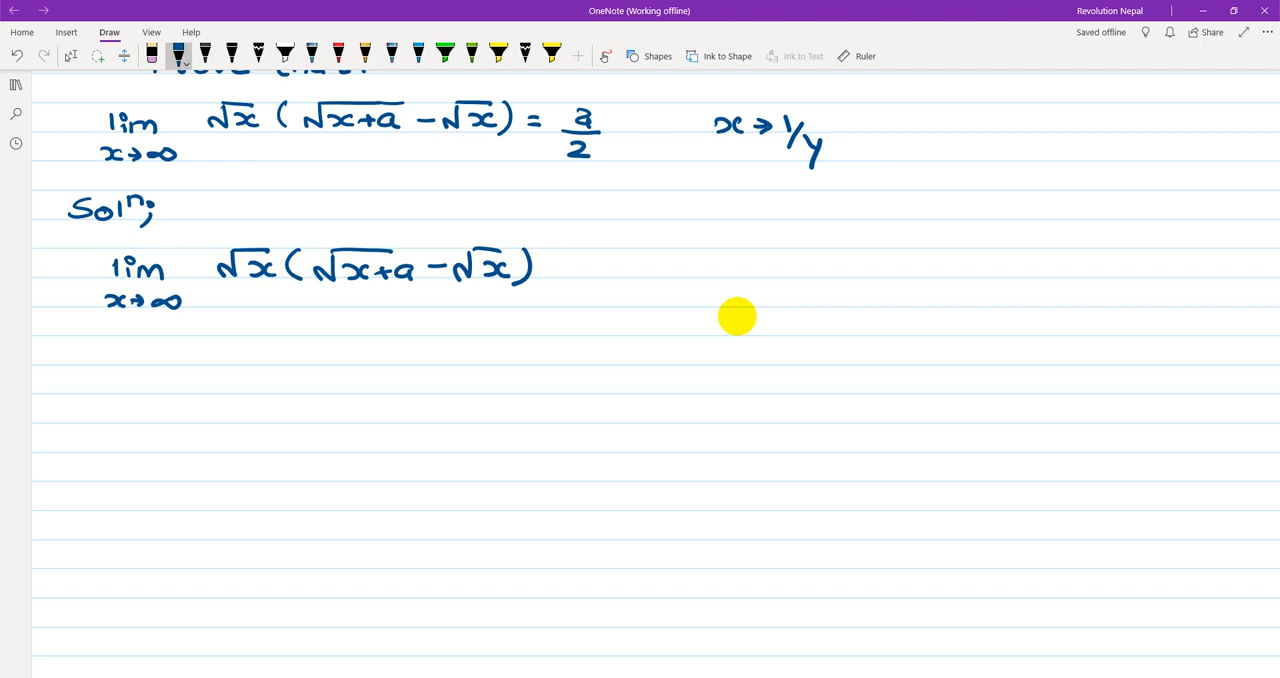 OneNote (Working offline)
Revolution Nepal
Home Insert Draw View Help
Saved offline Share
Shapes Ink to Shape Ink to Text Ruler
lim x→∞ √x (√x+a − √x) = a/2 x → 1/y
Solⁿ;
lim x→∞ √x (√x+a − √x)